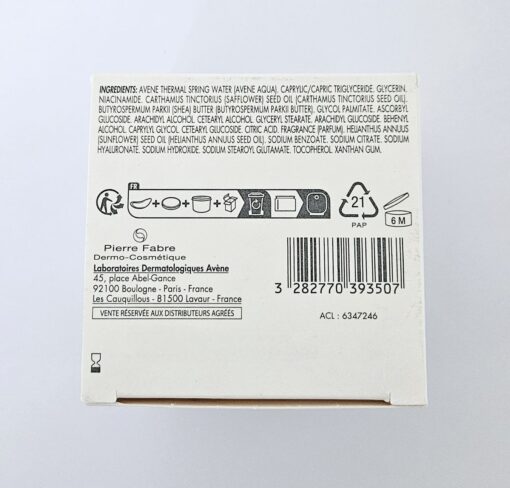 INGREDIENTS: AVENE THERMAL SPRING WATER (AVENE AQUA). CAPRYLIC/CAPRIC TRIGLYCERIDE. GLYCERIN.
NIACINAMIDE. CARTHAMUS TINCTORIUS (SAFFLOWER) SEED OIL (CARTHAMUS TINCTORIUS SEED OIL).
BUTYROSPERMUM PARKII (SHEA) BUTTER (BUTYROSPERMUM PARKII BUTTER). GLYCOL PALMITATE. ASCORBYL
GLUCOSIDE. ARACHIDYL ALCOHOL. CETEARYL ALCOHOL. GLYCERYL STEARATE. ARACHIDYL GLUCOSIDE. BEHENYL
ALCOHOL. CAPRYLYL GLYCOL. CETEARYL GLUCOSIDE. CITRIC ACID. FRAGRANCE (PARFUM). HELIANTHUS ANNUUS
(SUNFLOWER) SEED OIL (HELIANTHUS ANNUUS SEED OIL). SODIUM BENZOATE. SODIUM CITRATE. SODIUM
HYALURONATE. SODIUM HYDROXIDE. SODIUM STEAROYL GLUTAMATE. TOCOPHEROL. XANTHAN GUM.
FR
21
PAP
6 M
Pierre Fabre
Dermo-Cosmétique
Laboratoires Dermatologiques Avène
45, place Abel-Gance
92100 Boulogne - Paris - France
Les Cauquillous - 81500 Lavaur - France
VENTE RÉSERVÉE AUX DISTRIBUTEURS AGRÉÉS
3 282770 393507
ACL : 6347246